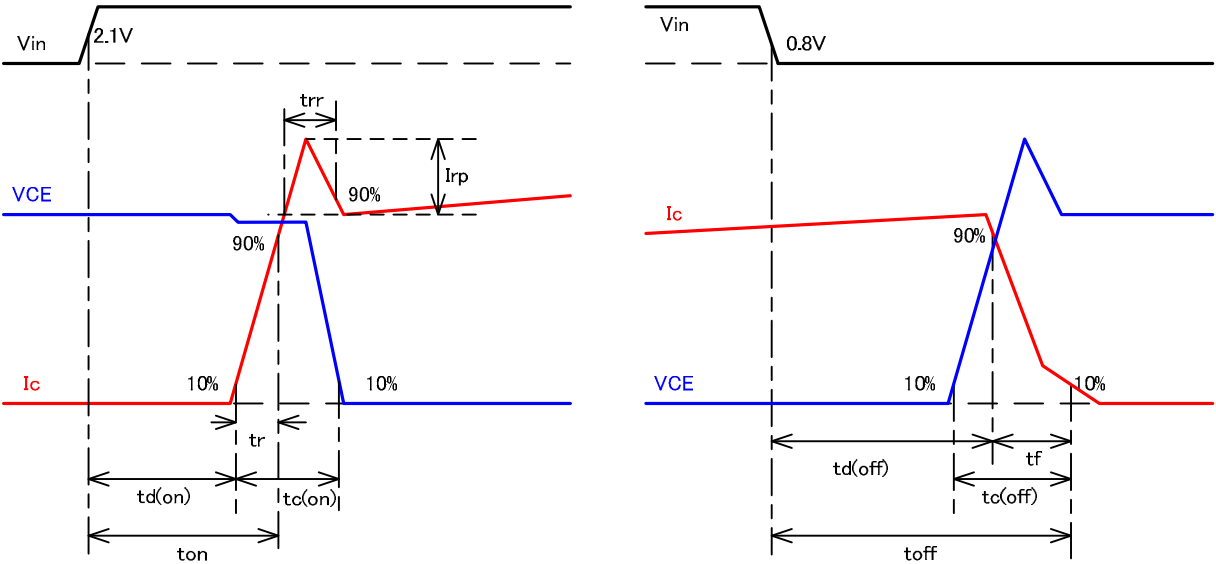 Vin
2.1V
trr
Irp
VCE
90%
90%
Ic
10%
10%
tr
td(on)
tc(on)
ton
Vin
0.8V
Ic
90%
VCE
10%
10%
td(off)
tf
tc(off)
toff